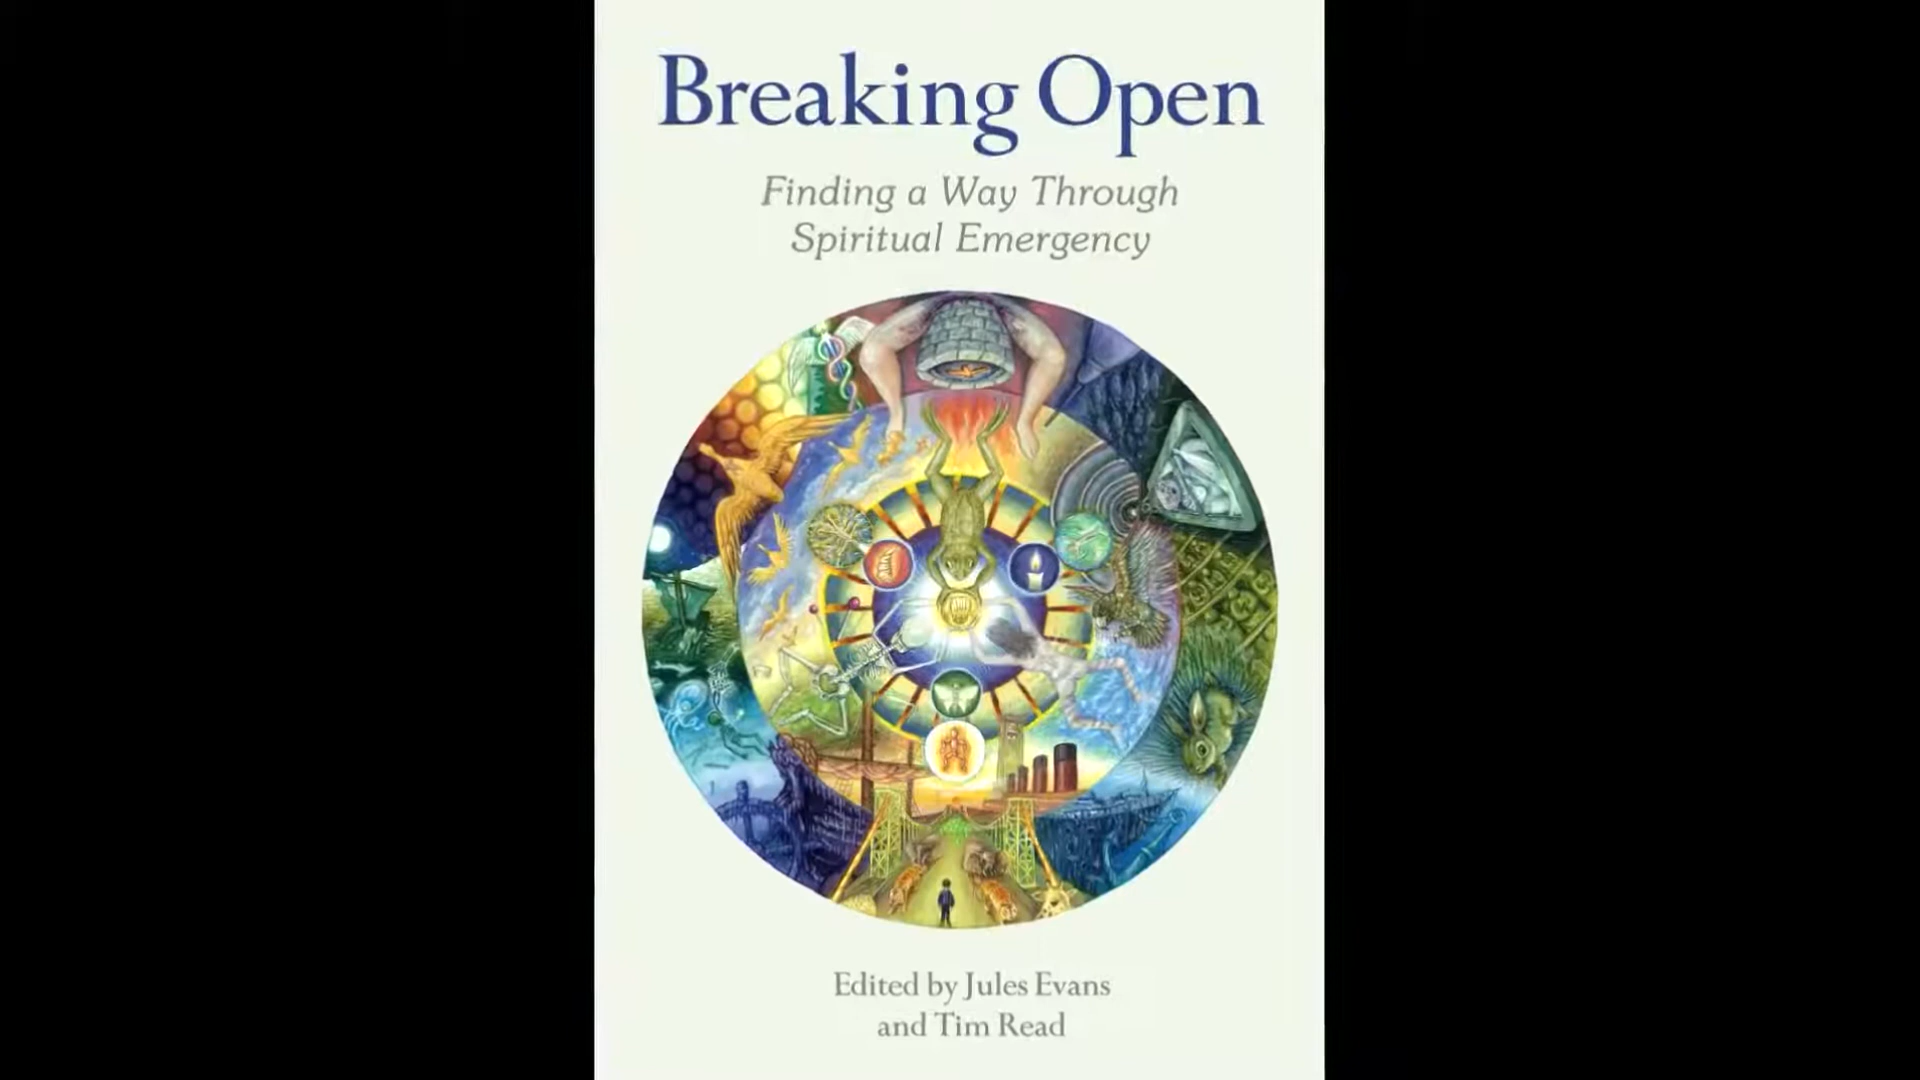 Breaking Open
Finding a Way Through
Spiritual Emergency
Edited by Jules Evans
and Tim Read